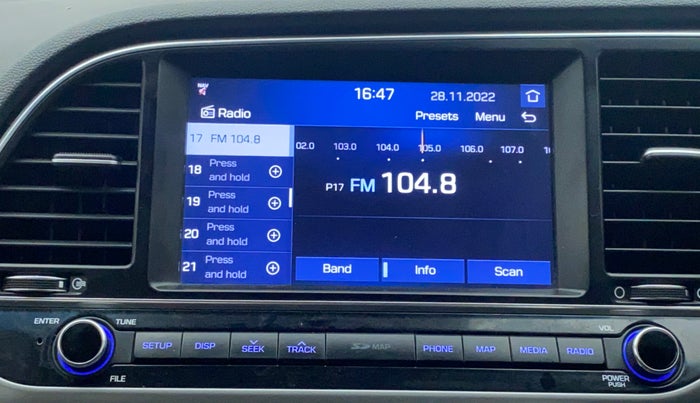 16:47 28.11.2022
Radio
Presets Menu
17 FM 104.8
02.0 103.0 104.0 105.0 106.0 107.0
18 Press
and hold
P17 FM 104.8
19 Press
and hold
20 Press
and hold
21 Press
and hold
Band Info Scan
ENTER TUNE
VOL
SETUP DISP SEEK TRACK SD MAP PHONE MAP MEDIA RADIO
FILE
POWER
PUSH